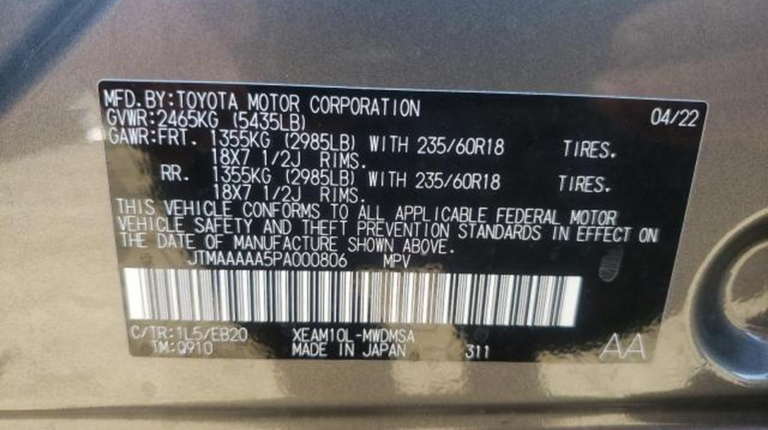 MFD.BY:TOYOTA MOTOR CORPORATION 04/22
GVWR:2465KG (5435LB)
GAWR:FRT. 1355KG (2985LB) WITH 235/60R18 TIRES.
18X7 1/2J RIMS.
RR. 1355KG (2985LB) WITH 235/60R18 TIRES.
18X7 1/2J RIMS.
THIS VEHICLE CONFORMS TO ALL APPLICABLE FEDERAL MOTOR
VEHICLE SAFETY AND THEFT PREVENTION STANDARDS IN EFFECT ON
THE DATE OF MANUFACTURE SHOWN ABOVE.
JTMAAAAA5PA000806 MPV
C/TR:1L5/EB20 XEAM10L-MWDMSA
TM:Q910 MADE IN JAPAN 311 AA